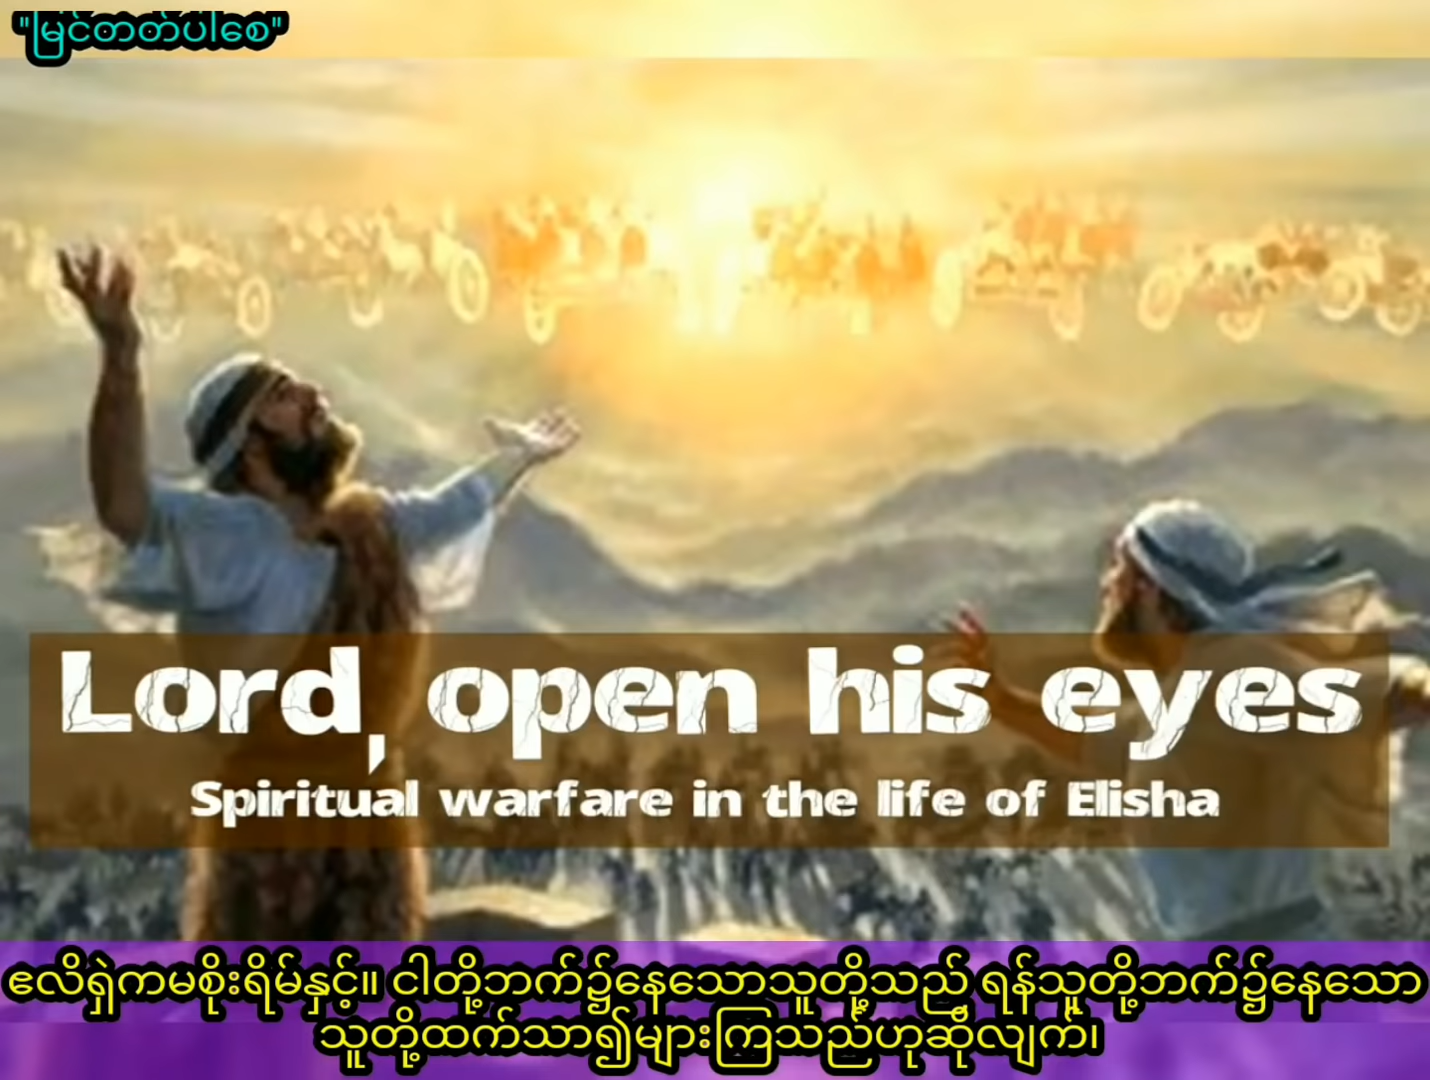 "မြင်တတ်ပါစေ"
Lord, open his eyes
Spiritual warfare in the life of Elisha
ဧလိရှဲကမစိုးရိမ်နှင့်။ ငါတို့ဘက်၌နေသောသူတို့သည် ရန်သူတို့ဘက်၌နေသော
သူတို့ထက်သာ၍များကြသည်ဟုဆိုလျက်၊